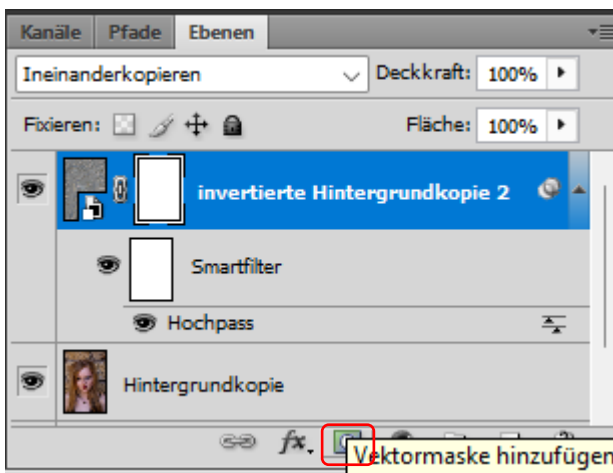 Kanäle Pfade Ebenen
Ineinanderkopieren Deckkraft: 100%
Fixieren: Fläche: 100%
invertierte Hintergrundkopie 2
Smartfilter
Hochpass
Hintergrundkopie
fx. Vektormaske hinzufügen